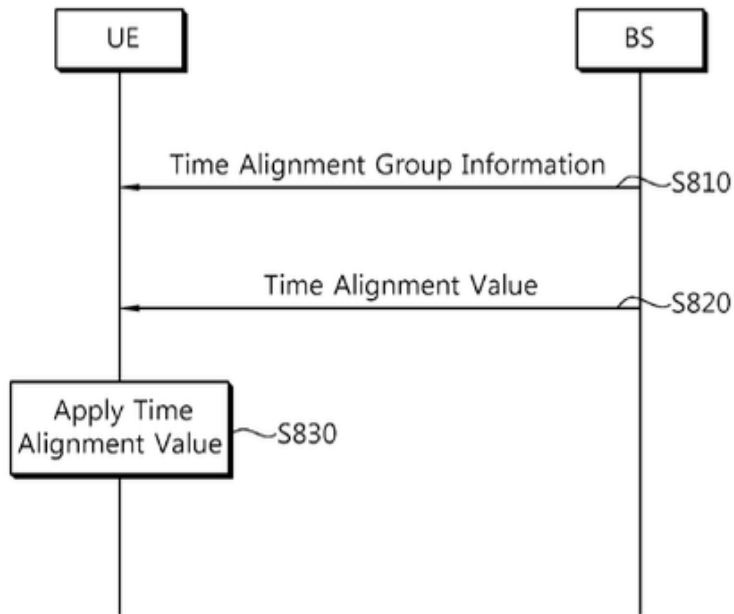 UE
BS
Time Alignment Group Information
S810
Time Alignment Value
S820
Apply Time
Alignment Value
S830